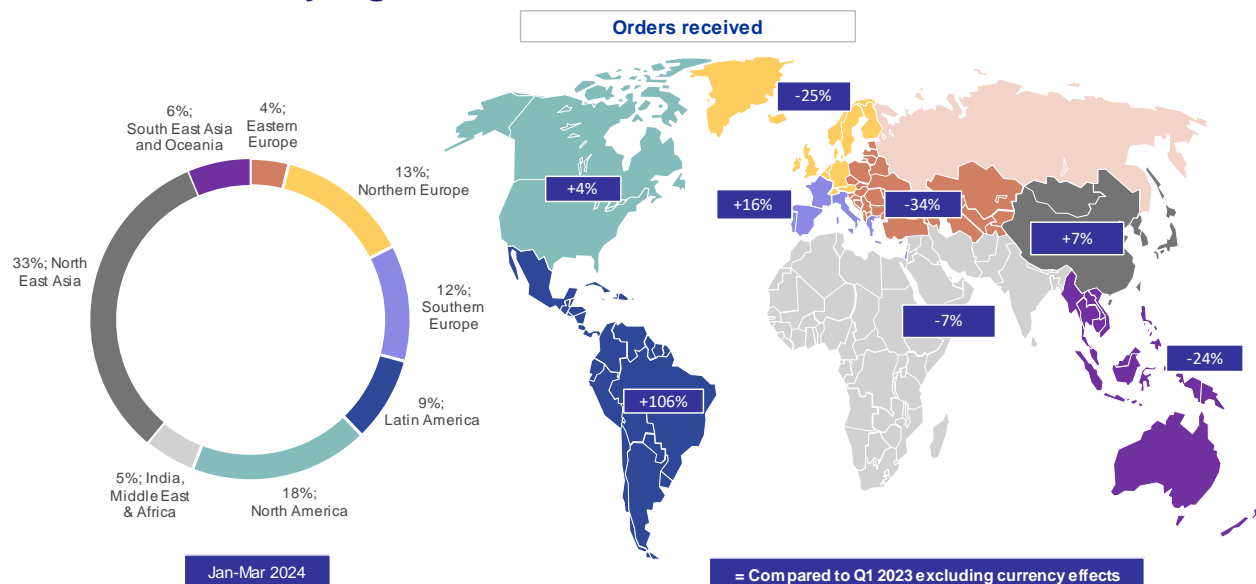 Orders received
6%;
South East Asia
and Oceania
4%;
Eastern
Europe
13%;
Northern Europe
33%; North
East Asia
12%;
Southern
Europe
9%;
Latin America
5%; India,
Middle East
& Africa
18%;
North America
Jan-Mar 2024
-25%
+4%
+16%
-34%
+7%
-7%
-24%
+106%
= Compared to Q1 2023 excluding currency effects